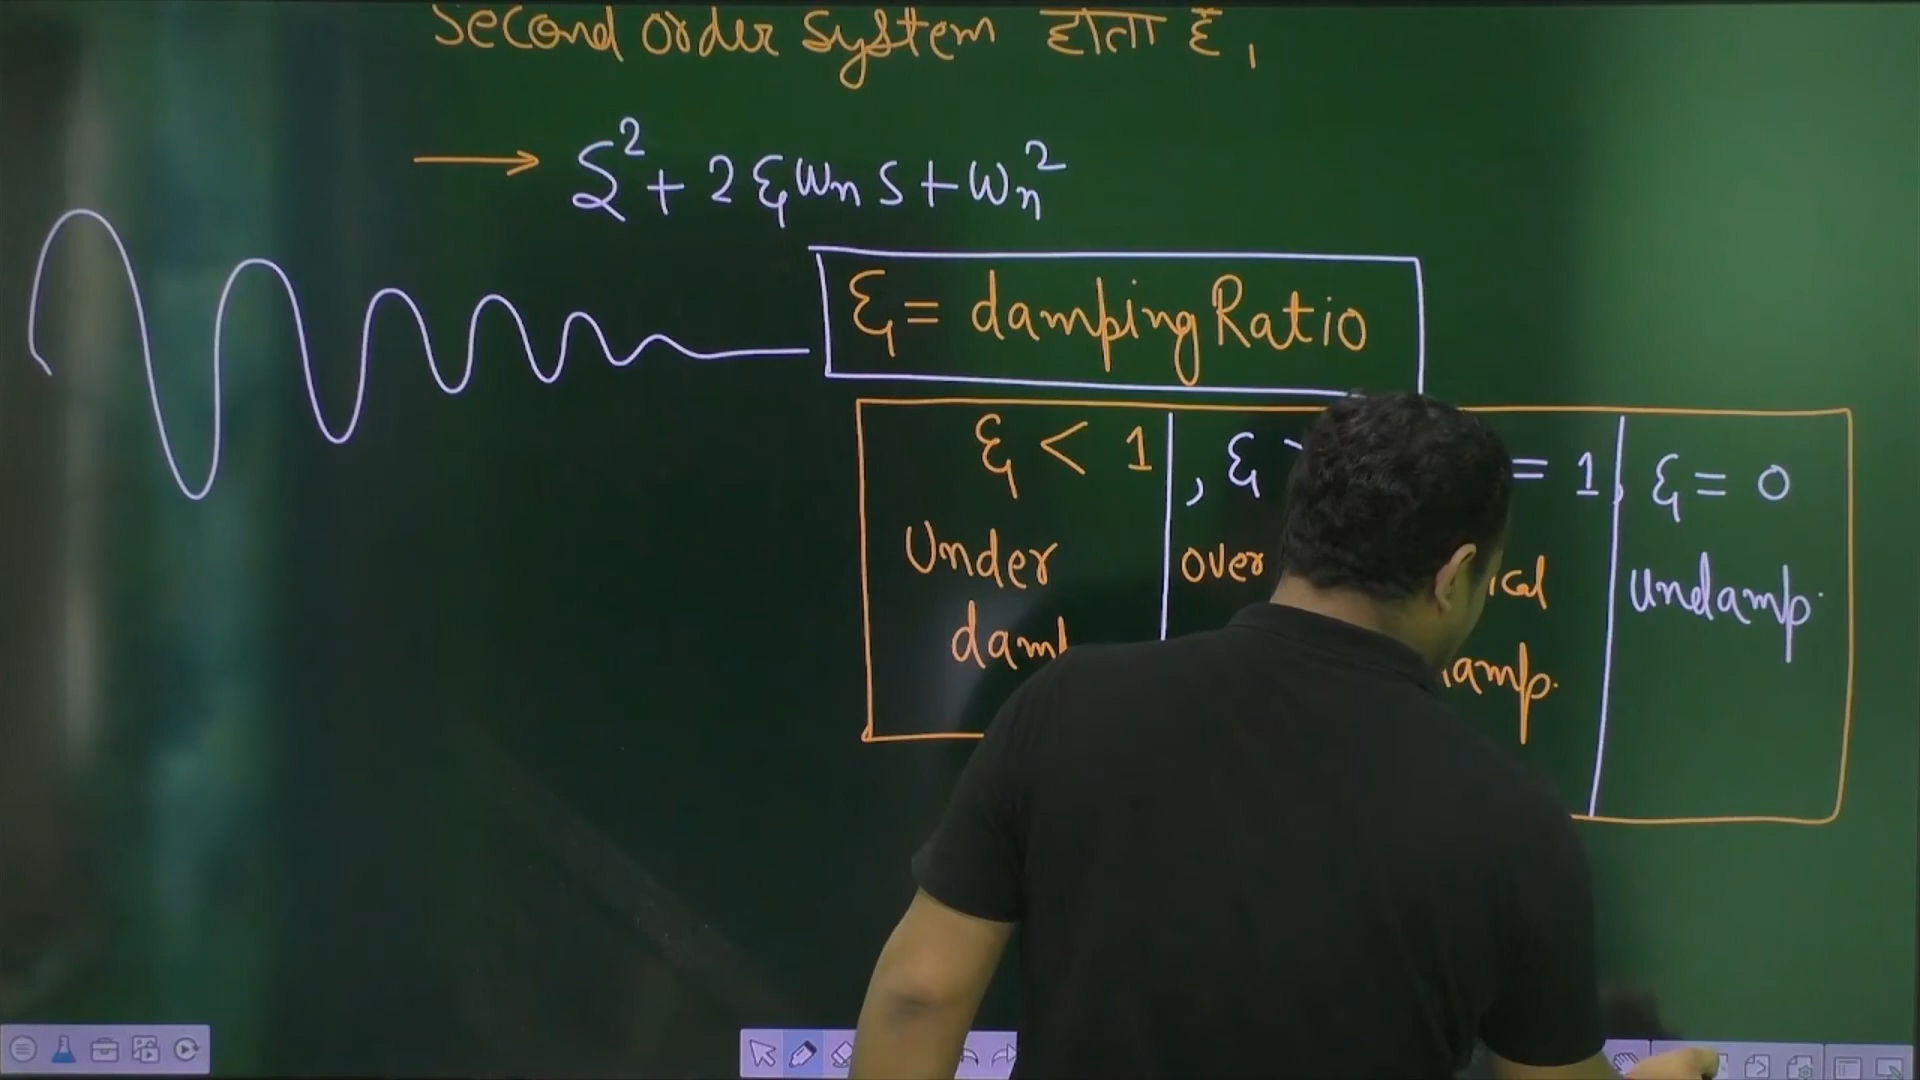 Second order system होता है,
→ S² + 2ξωn s + ωn²
ξ = damping Ratio
ξ < 1 , ξ = 1, ξ = 0
Under over undamp.